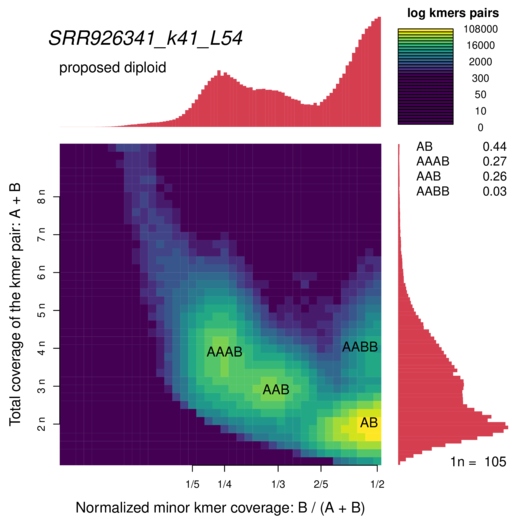 SRR926341_k41_L54
proposed diploid
log kmers pairs
108000
16000
2000
300
50
10
0
AB 0.44
AAAB 0.27
AAB 0.26
AABB 0.03
Total coverage of the kmer pair: A + B
8 n
7 n
6 n
5 n
4 n
3 n
2 n
AAAB
AABB
AAB
AB
1n = 105
1/5 1/4 1/3 2/5 1/2
Normalized minor kmer coverage: B / (A + B)